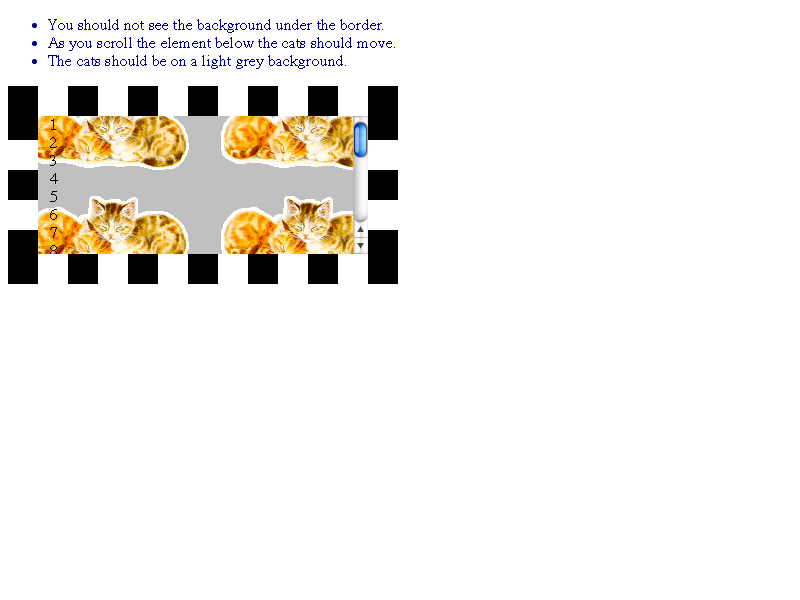 You should not see the background under the border.
As you scroll the element below the cats should move.
The cats should be on a light grey background.
1
2
3
4
5
6
7
8